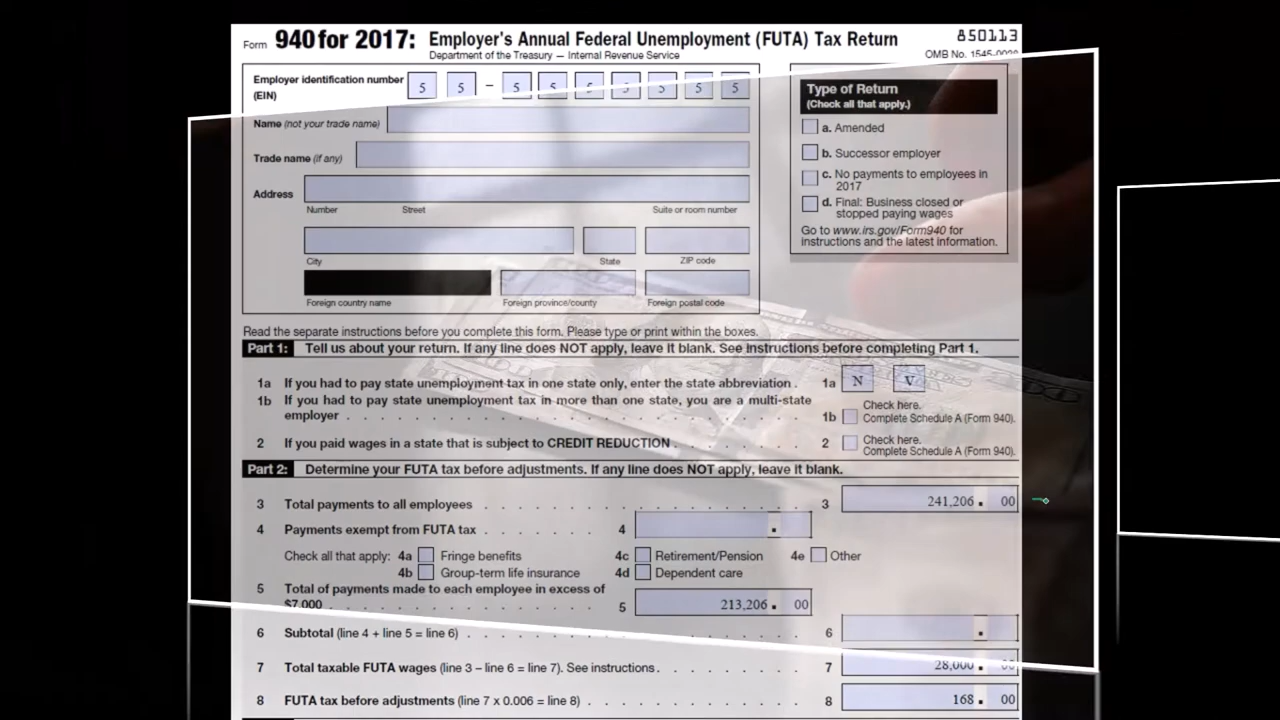 Form 940 for 2017: Employer's Annual Federal Unemployment (FUTA) Tax Return 850113
Department of the Treasury — Internal Revenue Service OMB No. 1545-0028
Employer identification number (EIN) 5 5 – 5 5 5 5 5 5 5
Name (not your trade name)
Trade name (if any)
Address
Number Street Suite or room number
City State ZIP code
Foreign country name Foreign province/county Foreign postal code
Type of Return
(Check all that apply.)
a. Amended
b. Successor employer
c. No payments to employees in
2017
d. Final: Business closed or
stopped paying wages
Go to www.irs.gov/Form940 for
instructions and the latest information.
Read the separate instructions before you complete this form. Please type or print within the boxes.
Part 1: Tell us about your return. If any line does NOT apply, leave it blank. See instructions before completing Part 1.
1a If you had to pay state unemployment tax in one state only, enter the state abbreviation . 1a N V
1b If you had to pay state unemployment tax in more than one state, you are a multi-state
employer . . . . . . . . . . . . . . . . . . 1b Check here.
Complete Schedule A (Form 940).
2 If you paid wages in a state that is subject to CREDIT REDUCTION . . . . . . . 2 Check here.
Complete Schedule A (Form 940).
Part 2: Determine your FUTA tax before adjustments. If any line does NOT apply, leave it blank.
3 Total payments to all employees . . . . . . . . . . . . . . . 3 241,206 . 00
4 Payments exempt from FUTA tax . . . . . . . 4 .
Check all that apply: 4a Fringe benefits 4c Retirement/Pension 4e Other
4b Group-term life insurance 4d Dependent care
5 Total of payments made to each employee in excess of
$7,000 . . . . . . . . . . . . . . 5 213,206 . 00
6 Subtotal (line 4 + line 5 = line 6) . . . . . . . . . . . . . . . 6 .
7 Total taxable FUTA wages (line 3 – line 6 = line 7). See instructions . . . . . . . . 7 28,000 . 00
8 FUTA tax before adjustments (line 7 x 0.006 = line 8) . . . . . . . . . . . 8 168 . 00